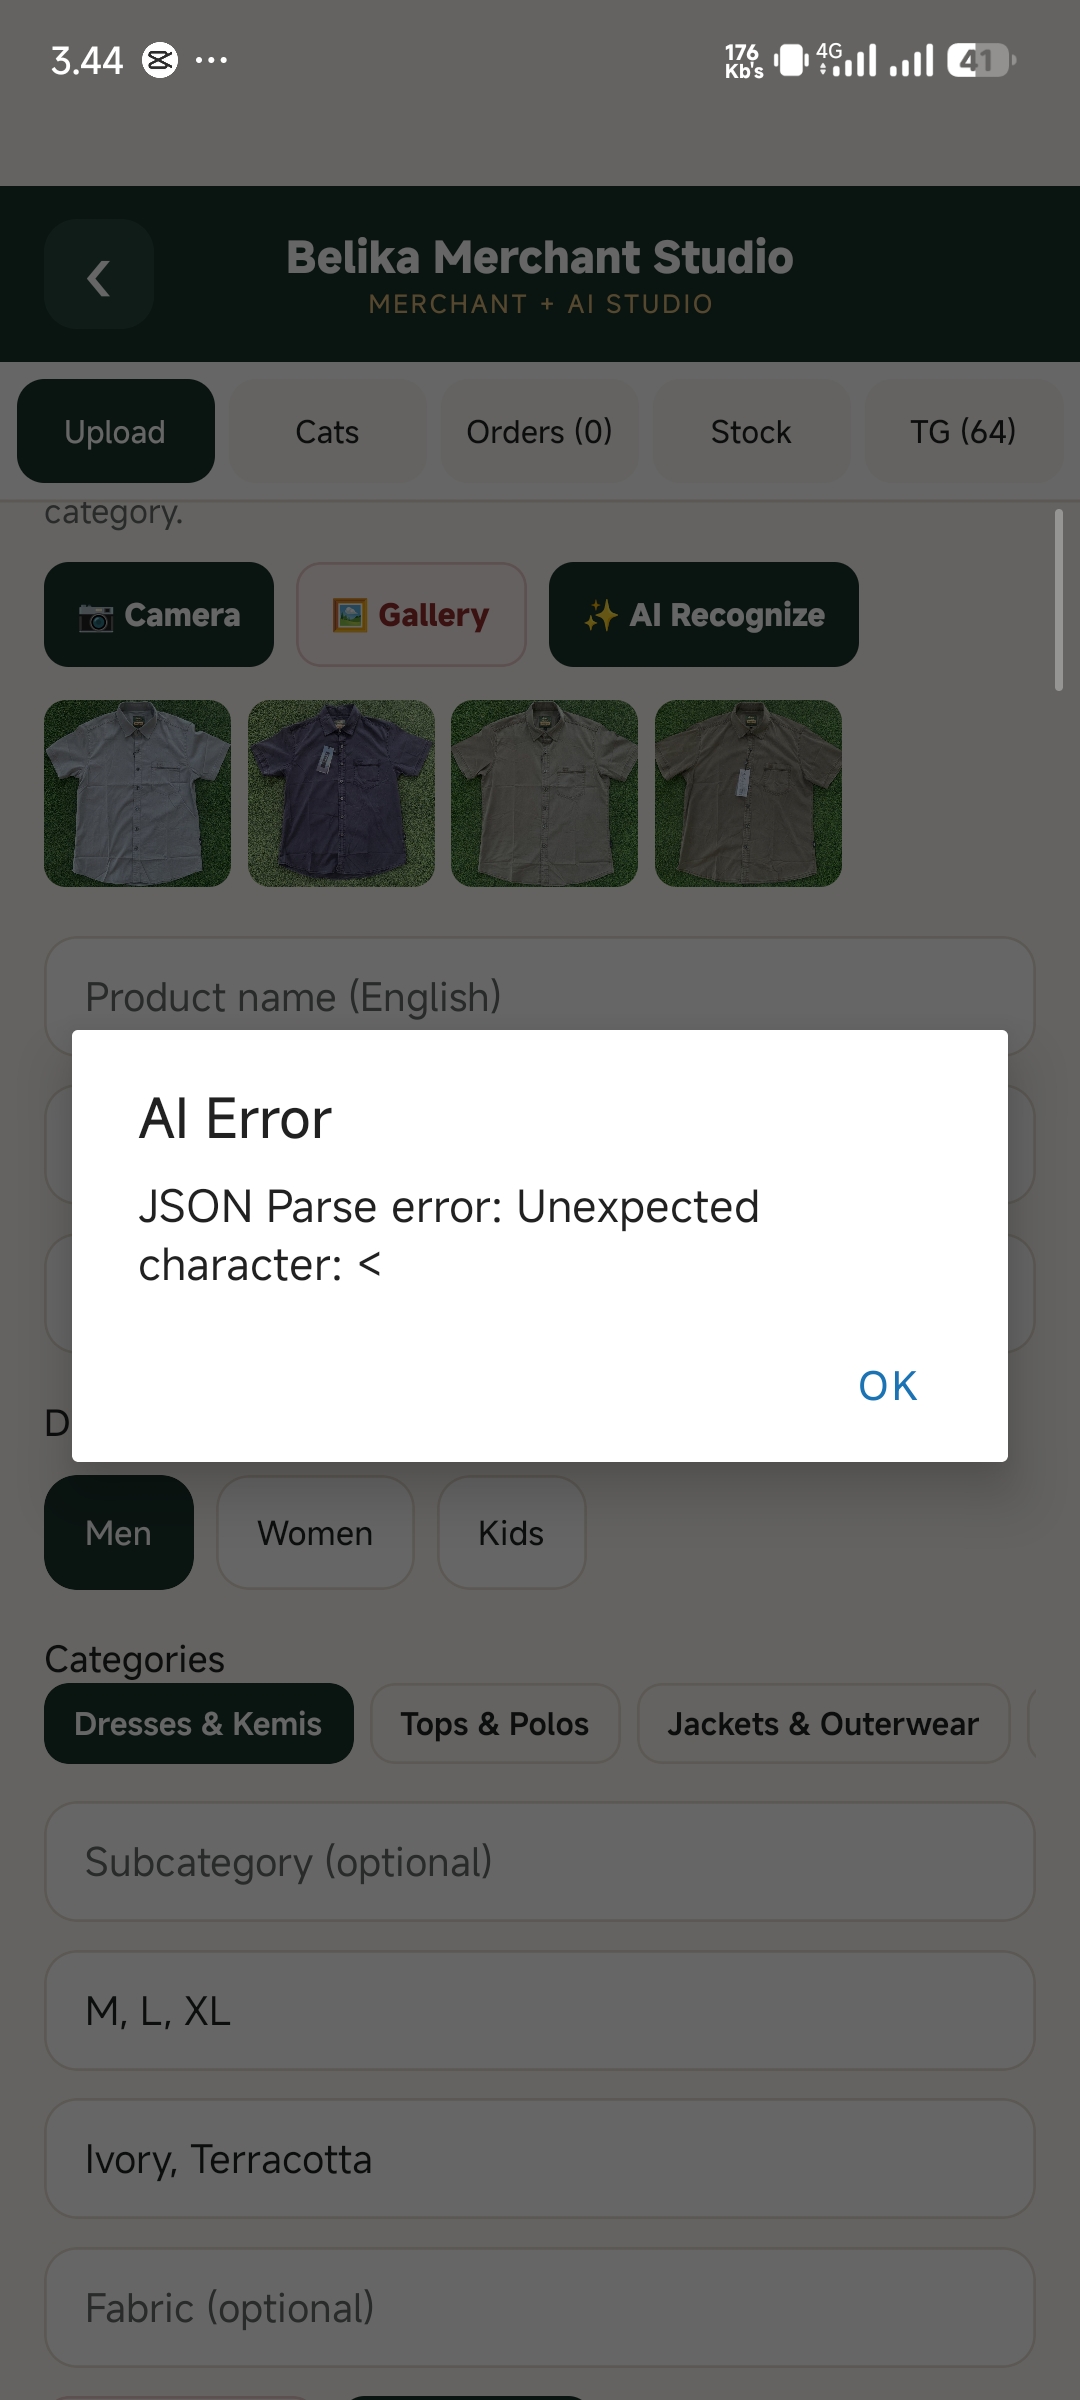 3.44
176
Kb's
4G
41
Belika Merchant Studio
MERCHANT + AI STUDIO
Upload
Cats
Orders (0)
Stock
TG (64)
category.
Camera
Gallery
AI Recognize
Product name (English)
AI Error
JSON Parse error: Unexpected
character: <
OK
D
Men
Women
Kids
Categories
Dresses & Kemis
Tops & Polos
Jackets & Outerwear
Subcategory (optional)
M, L, XL
Ivory, Terracotta
Fabric (optional)